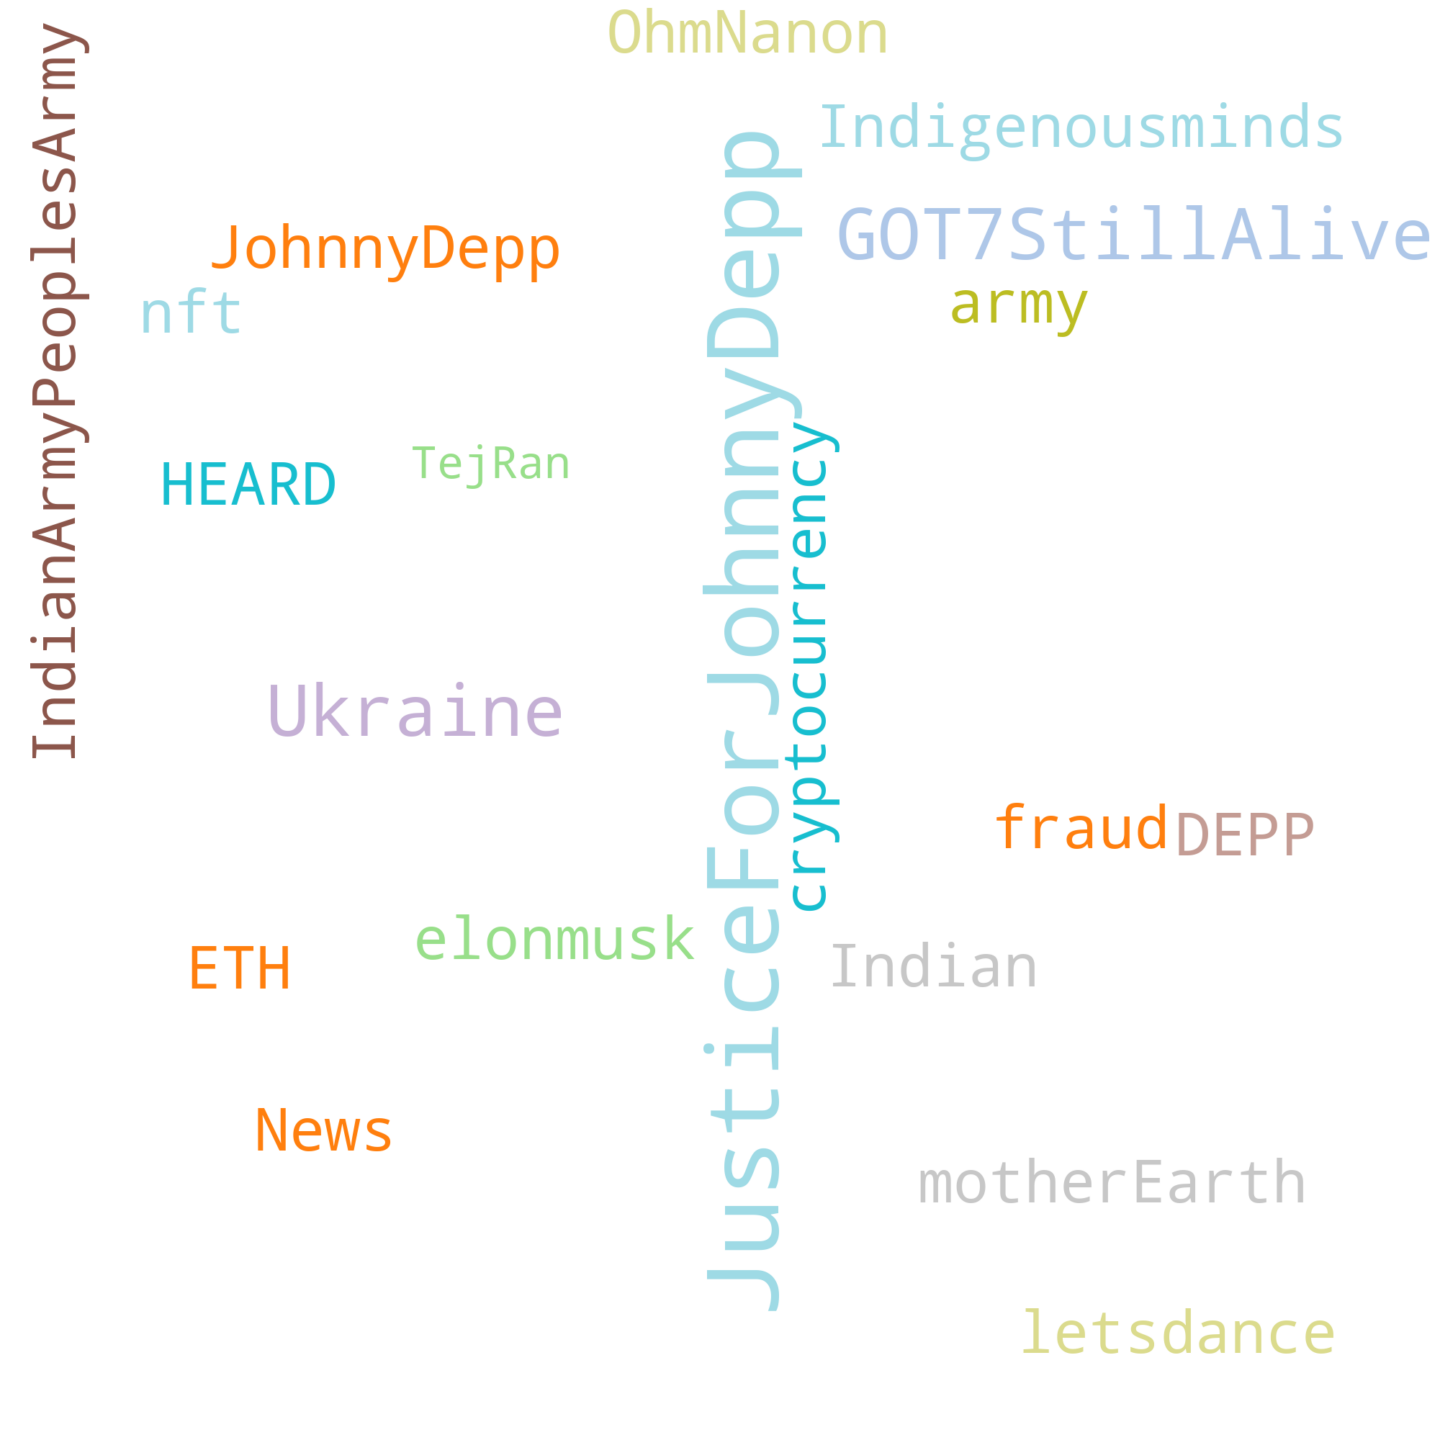 OhmNanon
IndianArmyPeoplesArmy
Indigenousminds
JusticeForJohnnyDepp
GOT7StillAlive
JohnnyDepp
nft
army
cryptocurrency
TejRan
HEARD
Ukraine
fraud
DEPP
elonmusk
ETH
Indian
News
motherEarth
letsdance